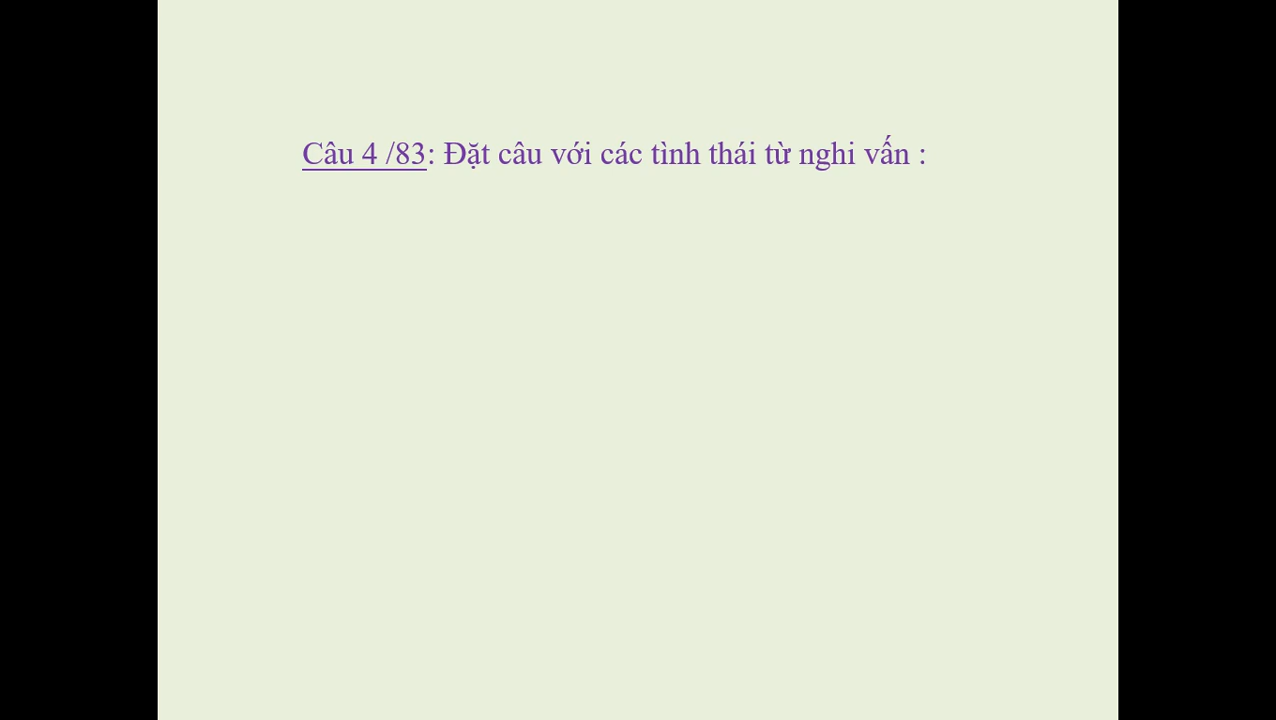 Câu 4 /83: Đặt câu với các tình thái từ nghi vấn :